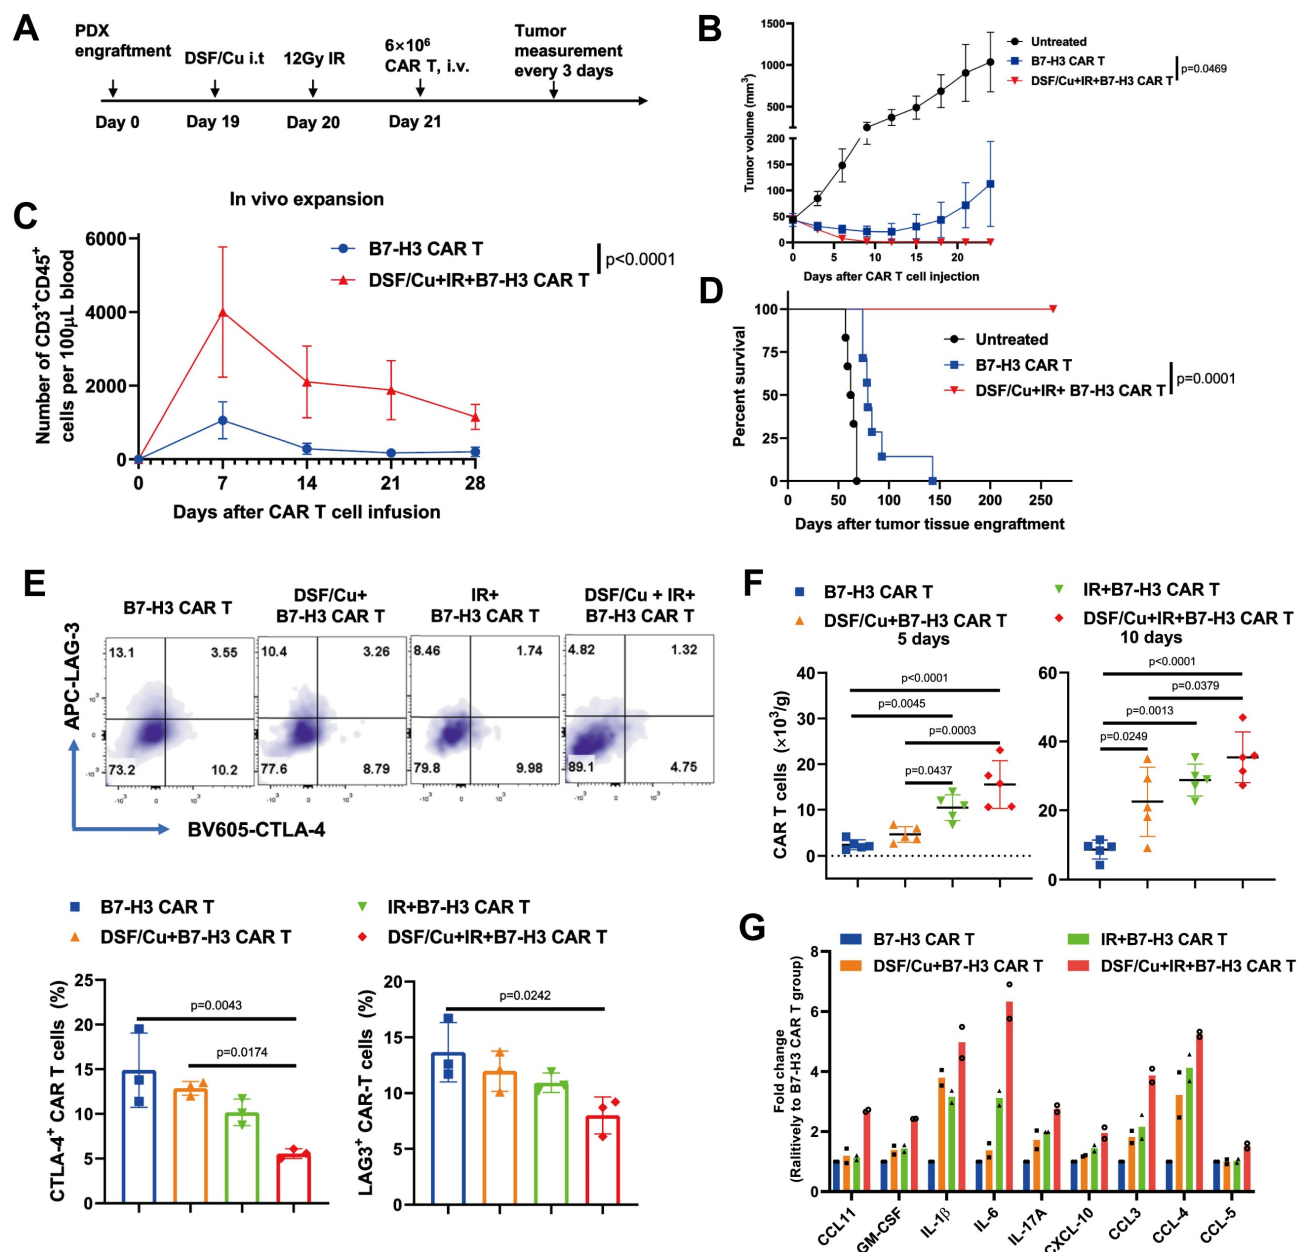 A
PDX
engraftment
DSF/Cu i.t
12Gy IR
6×10⁶
CAR T, i.v.
Tumor
measurement
every 3 days
Day 0
Day 19
Day 20
Day 21
B
Tumor volume (mm³)
1500
1000
500
200
150
100
50
0
0
5
10
15
20
Days after CAR T cell injection
Untreated
B7-H3 CAR T
DSF/Cu+IR+B7-H3 CAR T
p=0.0469
C
In vivo expansion
Number of CD3⁺CD45⁺
cells per 100μL blood
6000
4000
2000
0
0
7
14
21
28
Days after CAR T cell infusion
B7-H3 CAR T
DSF/Cu+IR+B7-H3 CAR T
p<0.0001
D
Percent survival
100
75
50
25
0
0
50
100
150
200
250
Days after tumor tissue engraftment
Untreated
B7-H3 CAR T
DSF/Cu+IR+ B7-H3 CAR T
p=0.0001
E
B7-H3 CAR T
DSF/Cu+
B7-H3 CAR T
IR+
B7-H3 CAR T
DSF/Cu + IR+
B7-H3 CAR T
APC-LAG-3
13.1
3.55
73.2
10.2
10.4
3.26
77.6
8.79
8.46
1.74
79.8
9.98
4.82
1.32
89.1
4.75
10³
0
-10³
-10³
0
10³
-10³
0
10³
-10³
0
10³
-10³
0
10³
BV605-CTLA-4
B7-H3 CAR T
DSF/Cu+B7-H3 CAR T
IR+B7-H3 CAR T
DSF/Cu+IR+B7-H3 CAR T
CTLA-4⁺ CAR T cells (%)
25
20
15
10
5
0
p=0.0043
p=0.0174
LAG3⁺ CAR-T cells (%)
20
15
10
5
0
p=0.0242
F
B7-H3 CAR T
DSF/Cu+B7-H3 CAR T
IR+B7-H3 CAR T
DSF/Cu+IR+B7-H3 CAR T
5 days
10 days
CAR T cells (×10³/g)
40
30
20
10
0
p<0.0001
p=0.0045
p=0.0003
p=0.0437
60
40
20
0
p<0.0001
p=0.0379
p=0.0013
p=0.0249
G
B7-H3 CAR T
DSF/Cu+B7-H3 CAR T
IR+B7-H3 CAR T
DSF/Cu+IR+B7-H3 CAR T
Fold change
(Ralitively to B7-H3 CAR T group)
8
6
4
2
0
CCL11
GM-CSF
IL-1β
IL-6
IL-17A
CXCL-10
CCL3
CCL-4
CCL-5